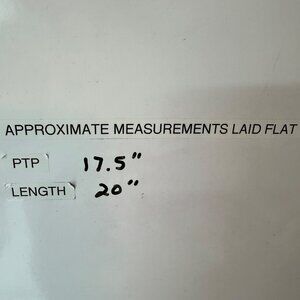 APPROXIMATE MEASUREMENTS LAID FLAT
PTP 17.5"
LENGTH 20"